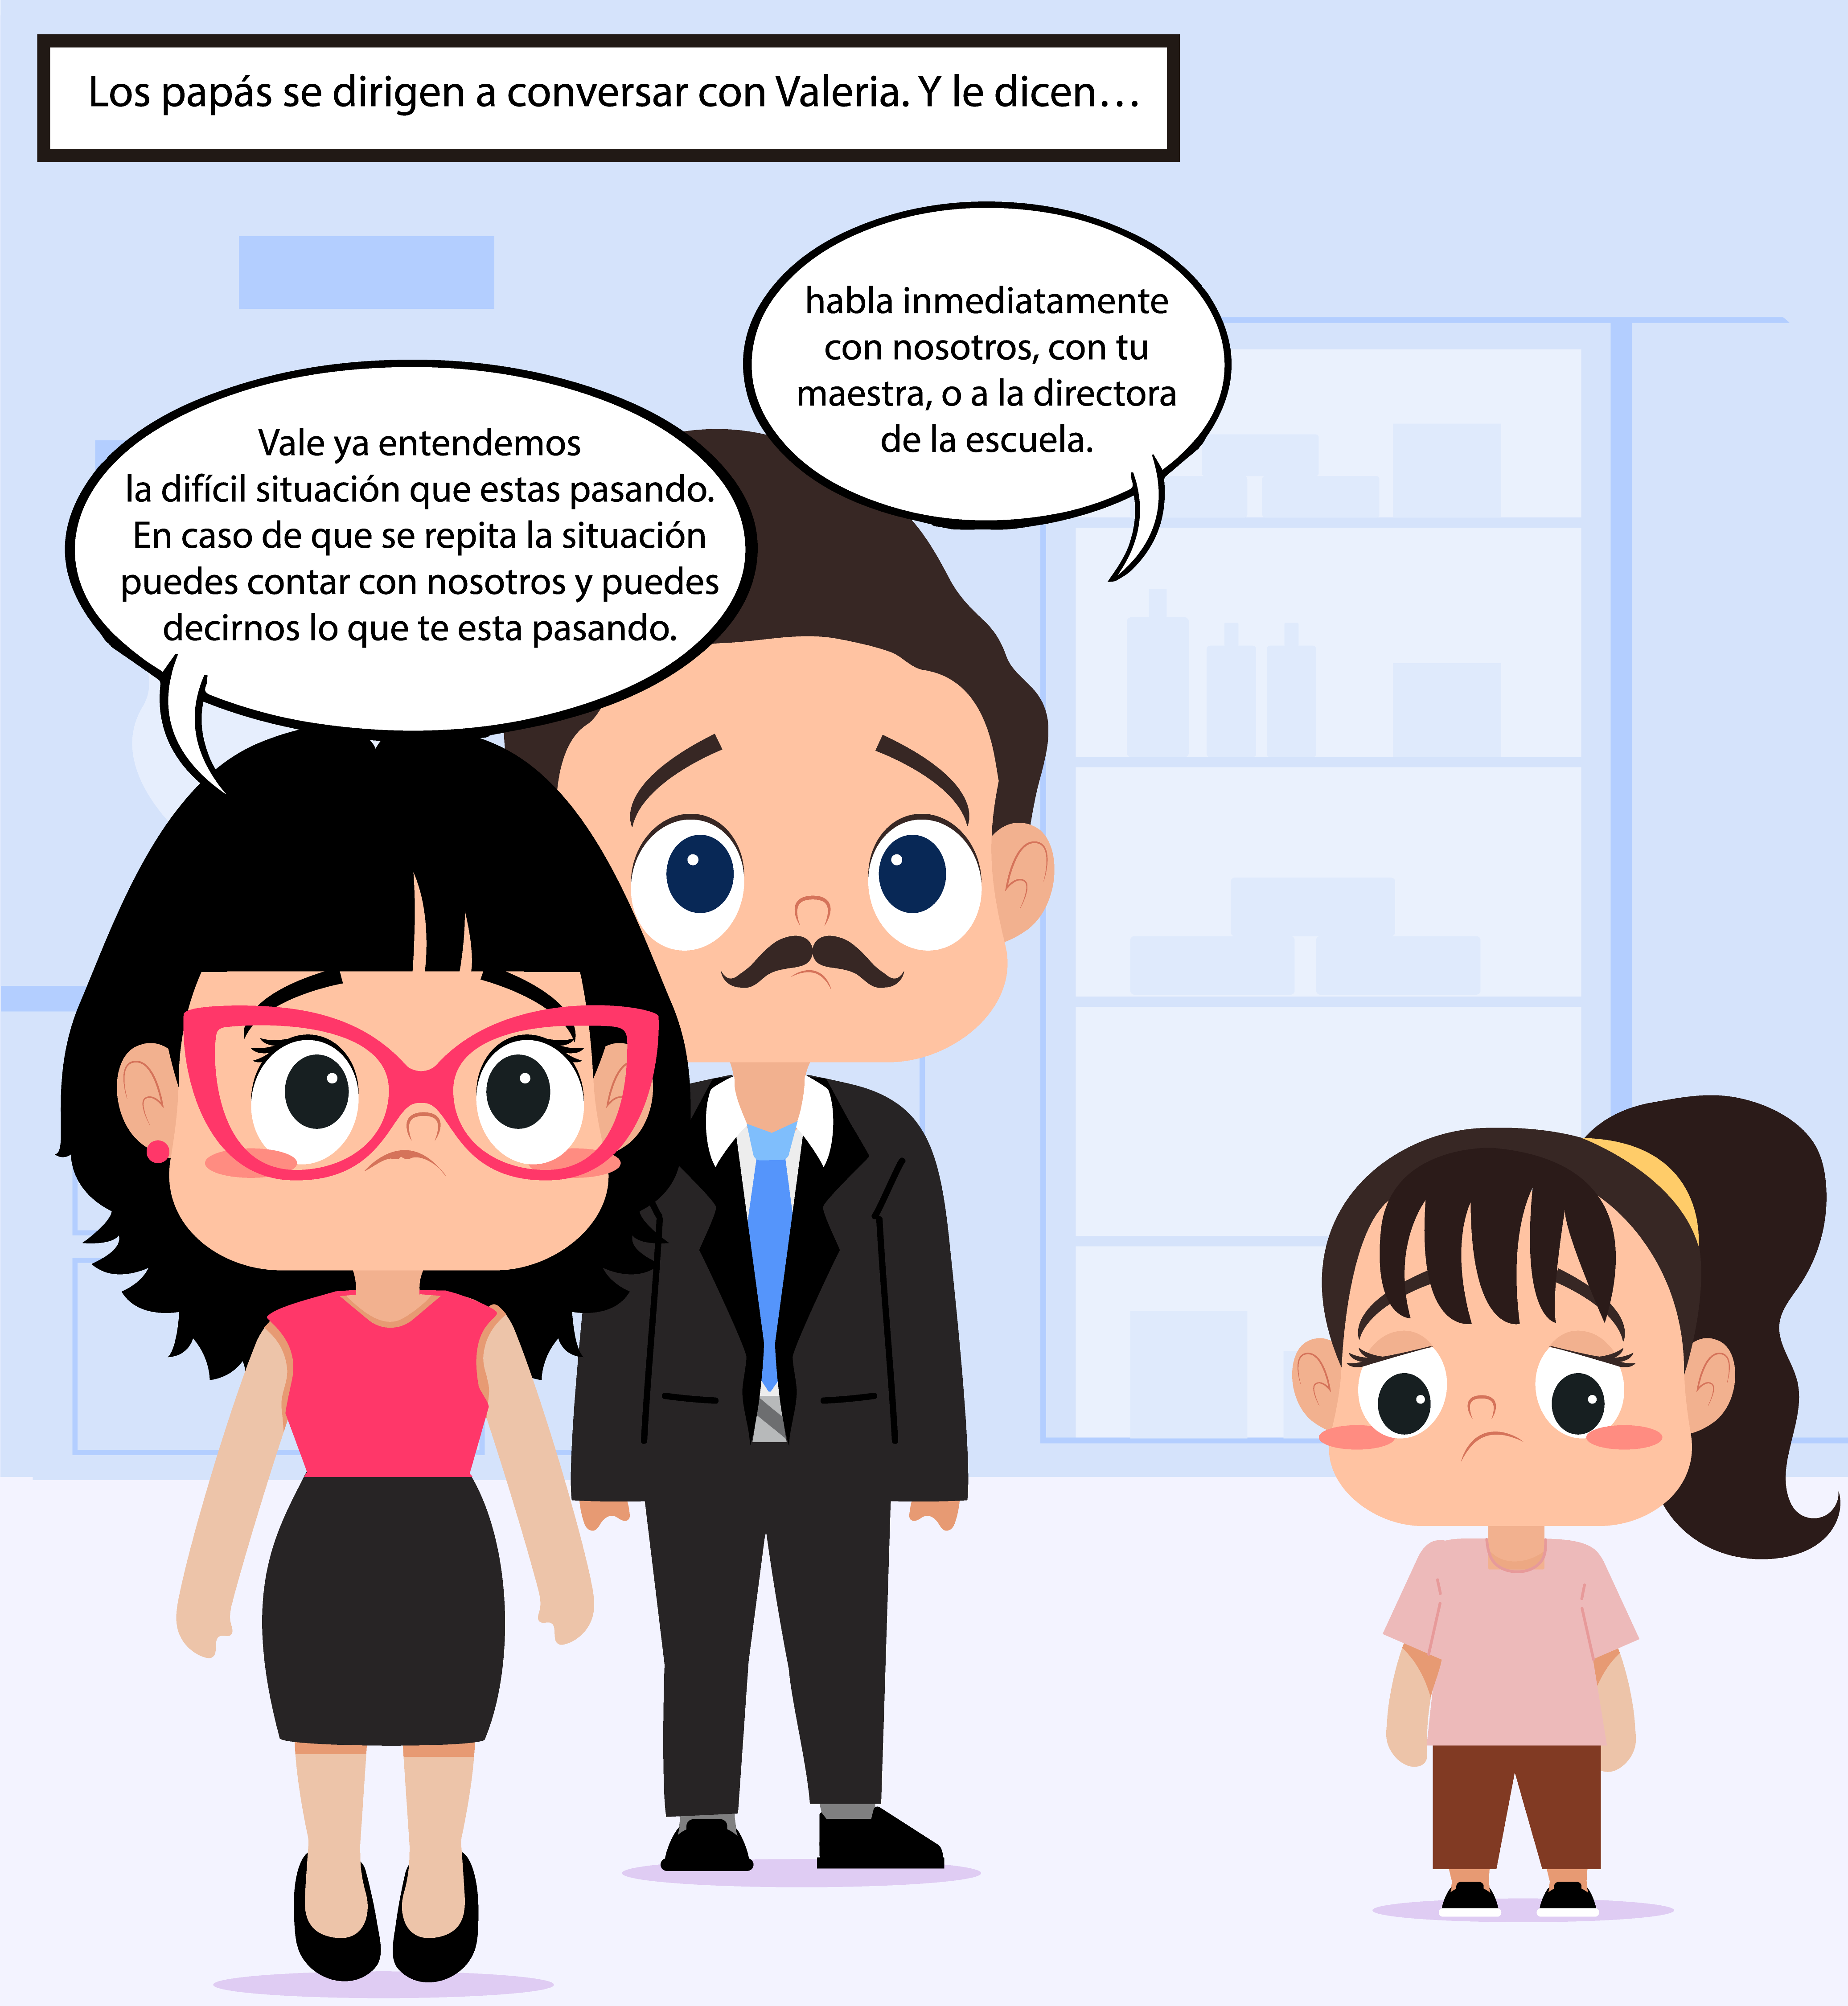 Los papás se dirigen a conversar con Valeria. Y le dicen...
Vale ya entendemos
la difícil situación que estas pasando.
En caso de que se repita la situación
puedes contar con nosotros y puedes
decirnos lo que te esta pasando.
habla inmediatamente
con nosotros, con tu
maestra, o a la directora
de la escuela.